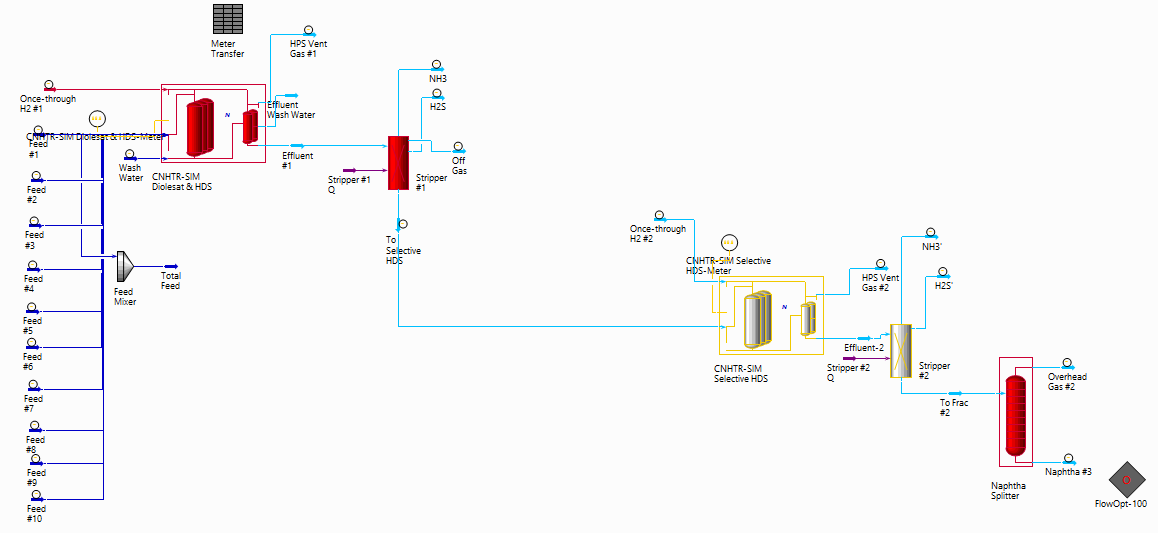 Meter
Transfer
HPS Vent
Gas #1
NH3
H2S
Once-through
H2 #1
Effluent
Wash Water
CNHTR-SIM Diolesat & HDS-Meter
Feed
#1
N
Wash
Water
Effluent
#1
Off
Gas
CNHTR-SIM
Diolesat & HDS
Stripper #1
Q
Stripper
#1
Feed
#2
Feed
#3
To
Selective
HDS
Once-through
H2 #2
NH3'
Feed
#4
Total
Feed
Feed
Mixer
CNHTR-SIM Selective
HDS-Meter
HPS Vent
Gas #2
H2S'
Feed
#5
N
Feed
#6
Effluent-2
CNHTR-SIM
Selective HDS
Stripper #2
Q
Stripper
#2
Feed
#7
To Frac
#2
Overhead
Gas #2
Feed
#8
Feed
#9
Naphtha #3
Naphtha
Splitter
O
FlowOpt-100
Feed
#10